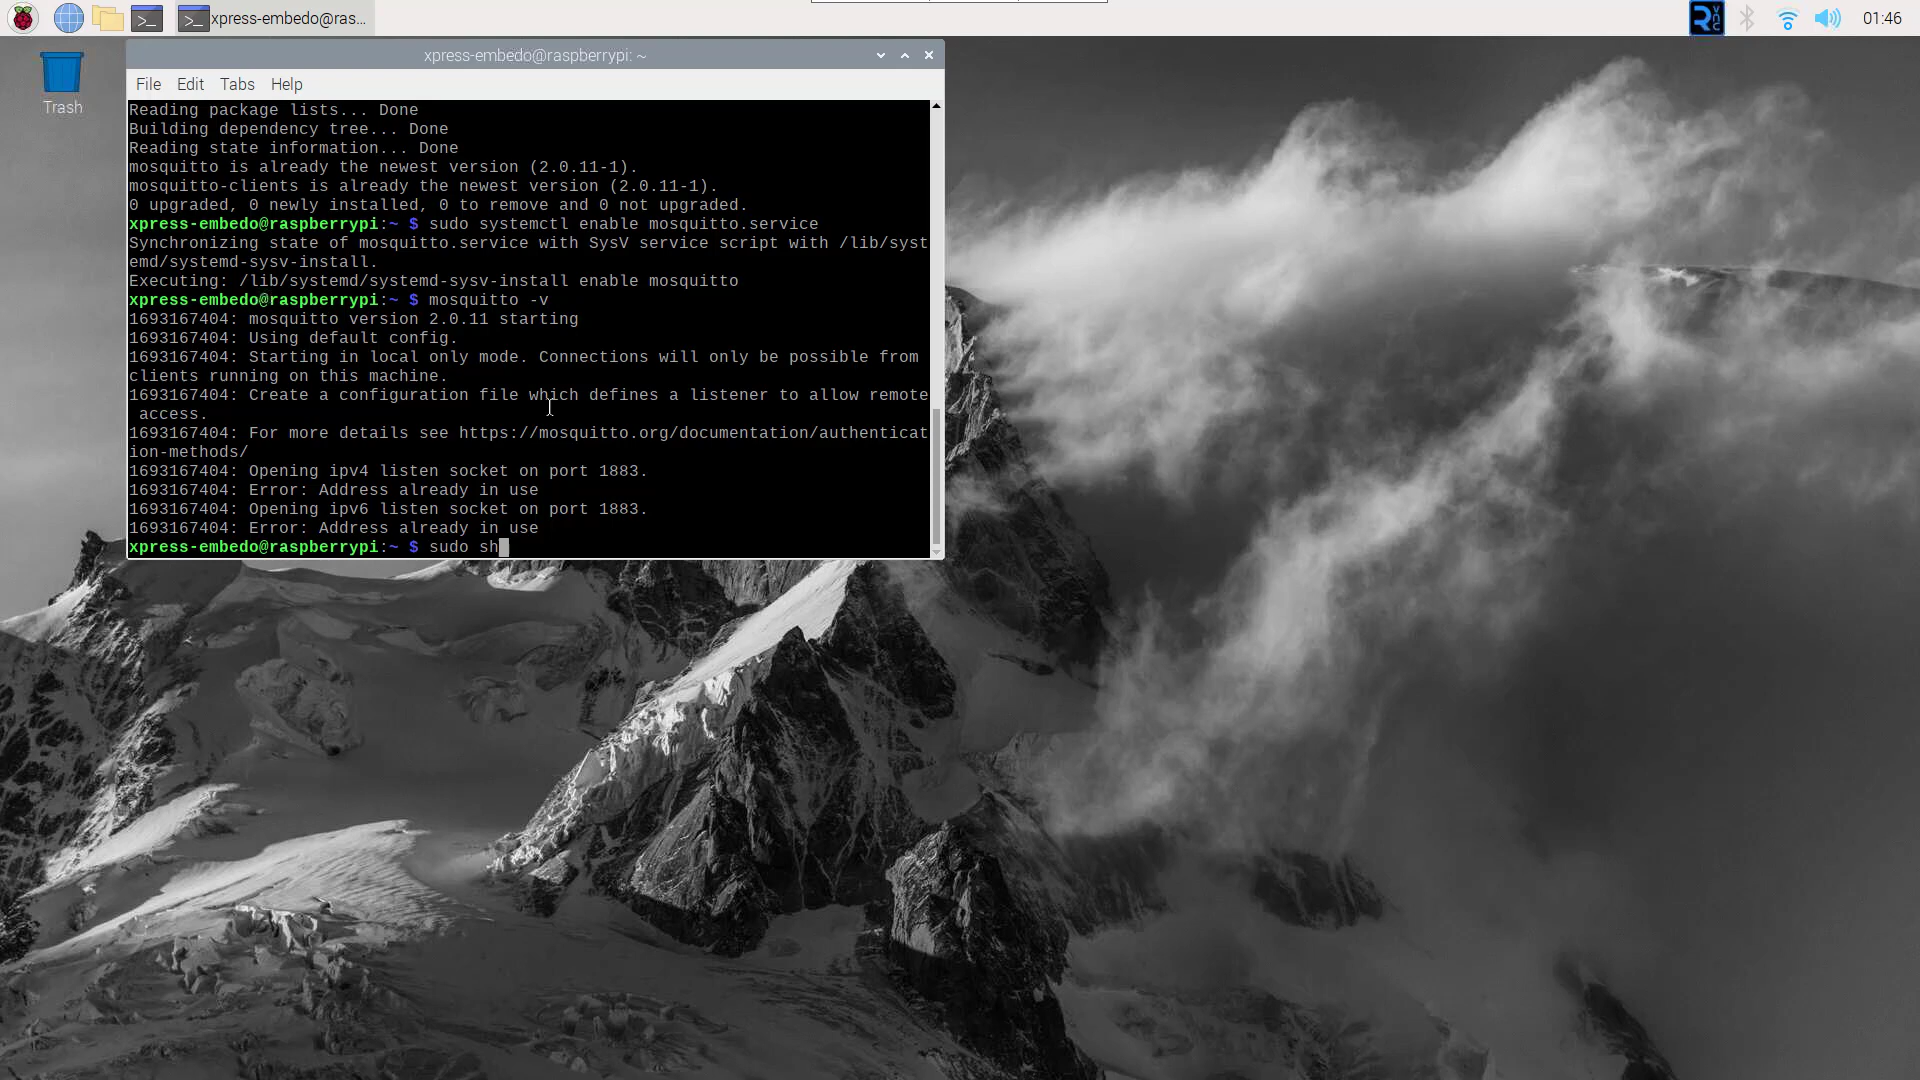 xpress-embedo@ras...
01:46
Trash
xpress-embedo@raspberrypi: ~
File Edit Tabs Help
Reading package lists... Done
Building dependency tree... Done
Reading state information... Done
mosquitto is already the newest version (2.0.11-1).
mosquitto-clients is already the newest version (2.0.11-1).
0 upgraded, 0 newly installed, 0 to remove and 0 not upgraded.
xpress-embedo@raspberrypi:~ $ sudo systemctl enable mosquitto.service
Synchronizing state of mosquitto.service with SysV service script with /lib/syst
emd/systemd-sysv-install.
Executing: /lib/systemd/systemd-sysv-install enable mosquitto
xpress-embedo@raspberrypi:~ $ mosquitto -v
1693167404: mosquitto version 2.0.11 starting
1693167404: Using default config.
1693167404: Starting in local only mode. Connections will only be possible from
clients running on this machine.
1693167404: Create a configuration file which defines a listener to allow remote
 access.
1693167404: For more details see https://mosquitto.org/documentation/authenticat
ion-methods/
1693167404: Opening ipv4 listen socket on port 1883.
1693167404: Error: Address already in use
1693167404: Opening ipv6 listen socket on port 1883.
1693167404: Error: Address already in use
xpress-embedo@raspberrypi:~ $ sudo sh